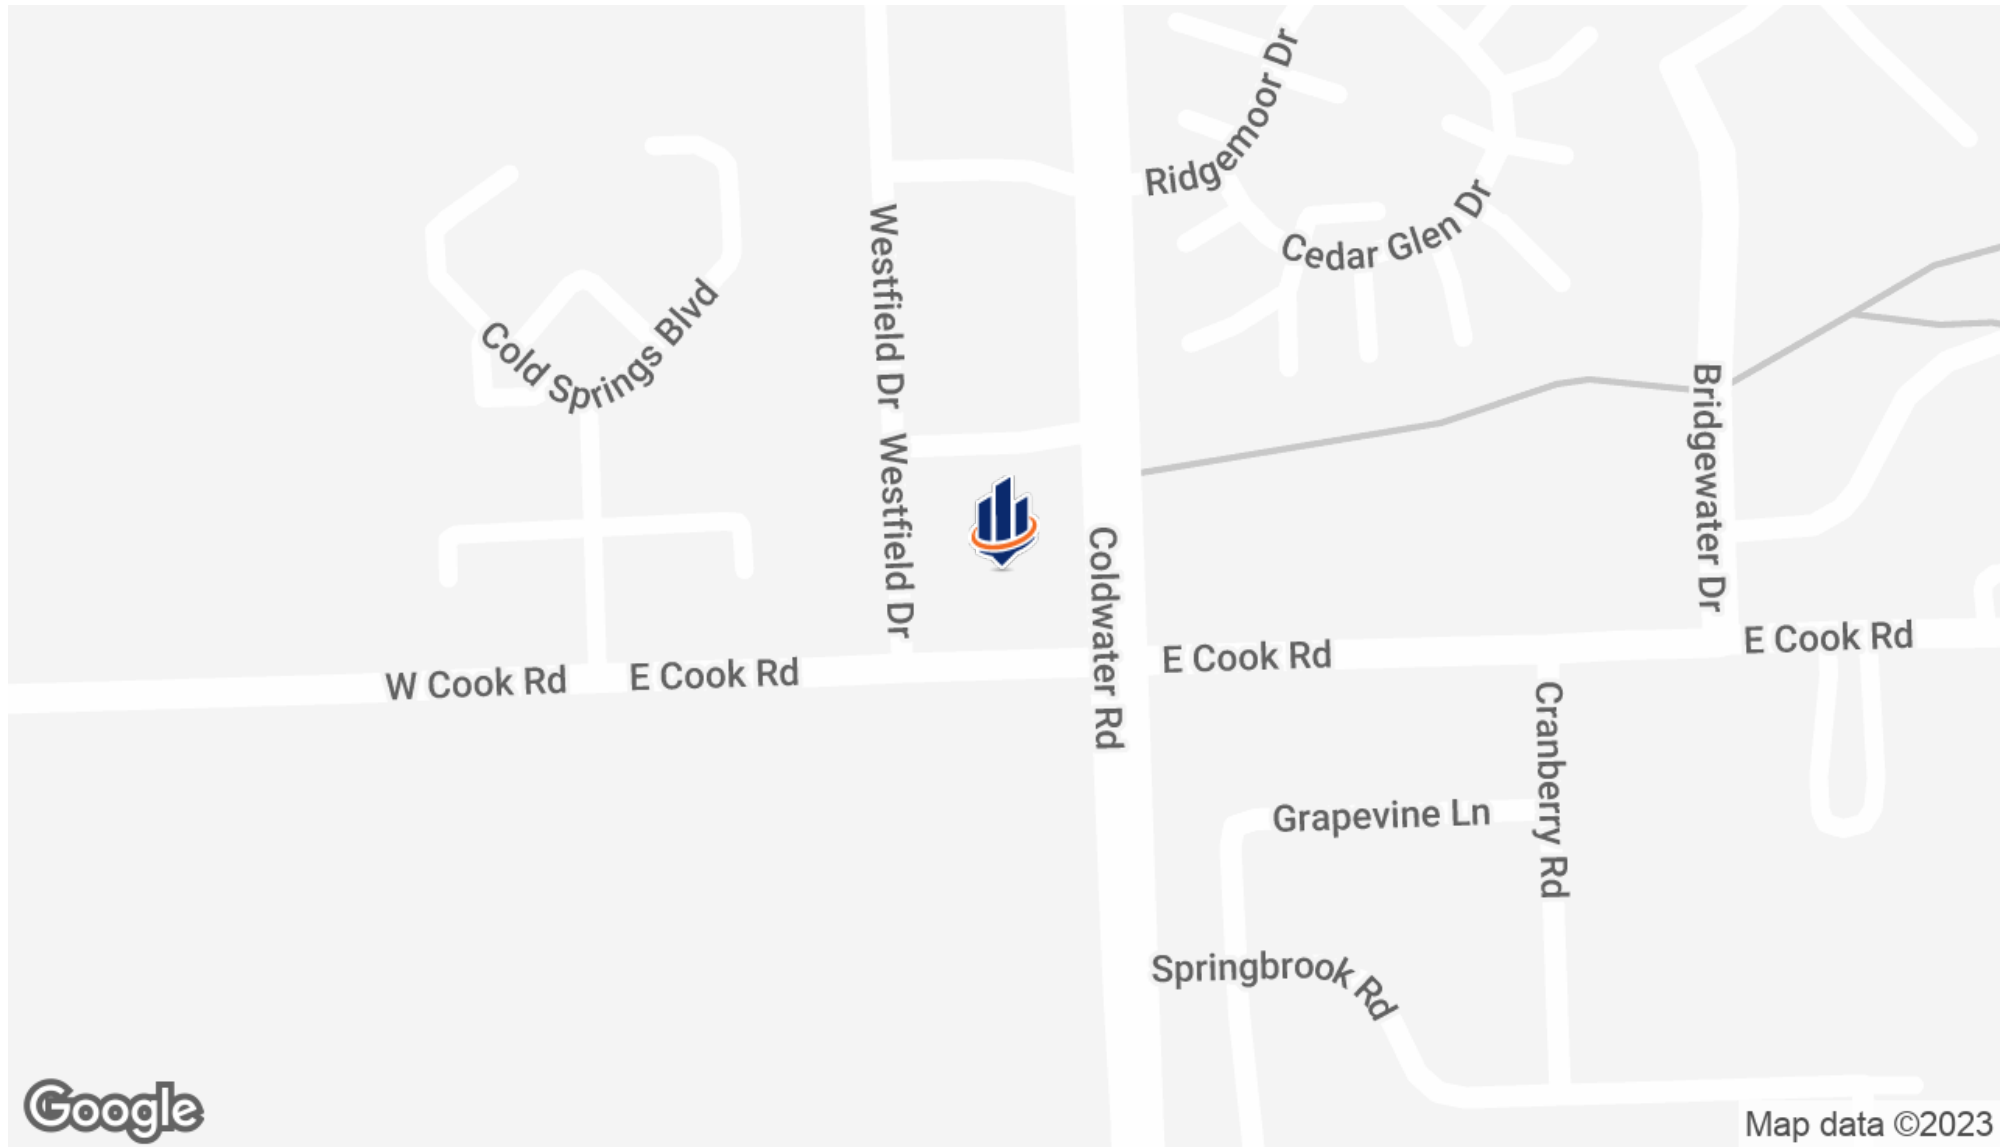 Ridgemoor Dr
Cedar Glen Dr
Westfield Dr
Cold Springs Blvd
Bridgewater Dr
Westfield Dr
Coldwater Rd
W Cook Rd
E Cook Rd
E Cook Rd
E Cook Rd
Cranberry Rd
Grapevine Ln
Springbrook Rd
Google
Map data ©2023